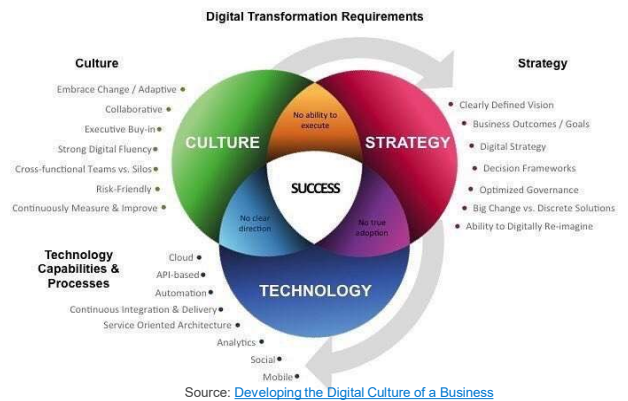 Digital Transformation Requirements
Culture
Embrace Change / Adaptive
Collaborative
Executive Buy-in
Strong Digital Fluency
Cross-functional Teams vs. Silos
Risk-Friendly
Continuously Measure & Improve
Strategy
Clearly Defined Vision
Business Outcomes / Goals
Digital Strategy
Decision Frameworks
Optimized Governance
Big Change vs. Discrete Solutions
Ability to Digitally Re-imagine
No ability to
execute
CULTURE
STRATEGY
SUCCESS
No clear
direction
No true
adoption
TECHNOLOGY
Technology
Capabilities &
Processes
Cloud
API-based
Automation
Continuous Integration & Delivery
Service Oriented Architecture
Analytics
Social
Mobile
Source: Developing the Digital Culture of a Business